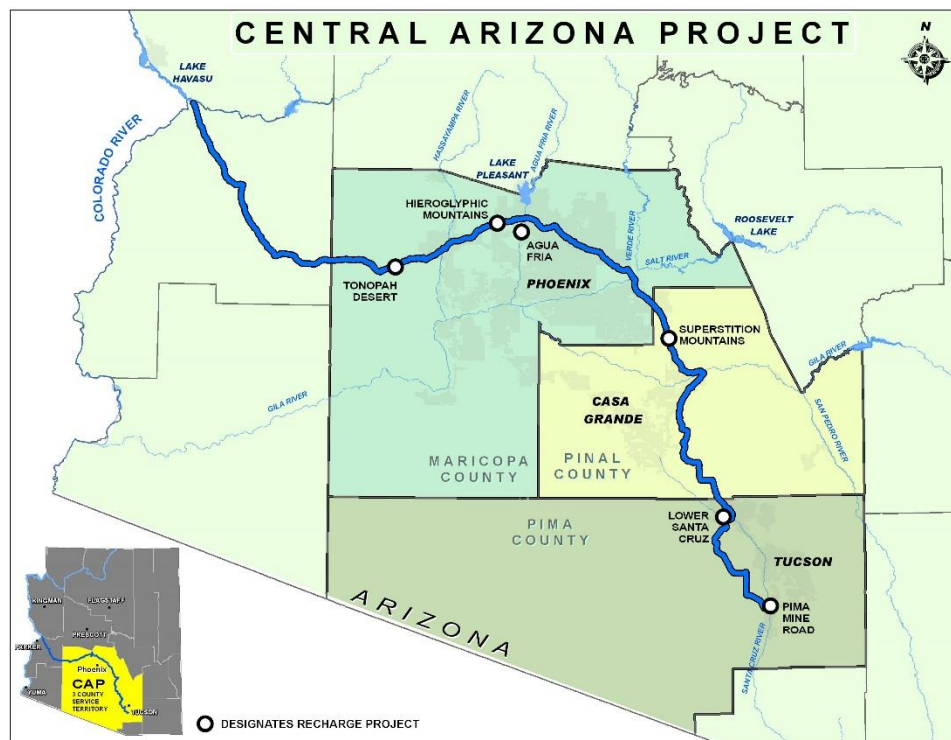 CENTRAL ARIZONA PROJECT
N
LAKE
HAVASU
COLORADO RIVER
HASSAYAMPA RIVER
AGUA FRIA RIVER
LAKE
PLEASANT
HIEROGLYPHIC
MOUNTAINS
AGUA
FRIA
VERDE RIVER
ROOSEVELT
LAKE
SALT RIVER
TONOPAH
DESERT
PHOENIX
SUPERSTITION
MOUNTAINS
GILA RIVER
GILA RIVER
CASA
GRANDE
SAN PEDRO RIVER
MARICOPA
COUNTY
PINAL
COUNTY
PIMA
COUNTY
LOWER
SANTA
CRUZ
TUCSON
PIMA
MINE
ROAD
SANTA CRUZ RIVER
ARIZONA
KINGMAN
FLAGSTAFF
PRESCOTT
PARKER
Phoenix
CAP
3 COUNTY
SERVICE
TERRITORY
YUMA
TUCSON
DESIGNATES RECHARGE PROJECT